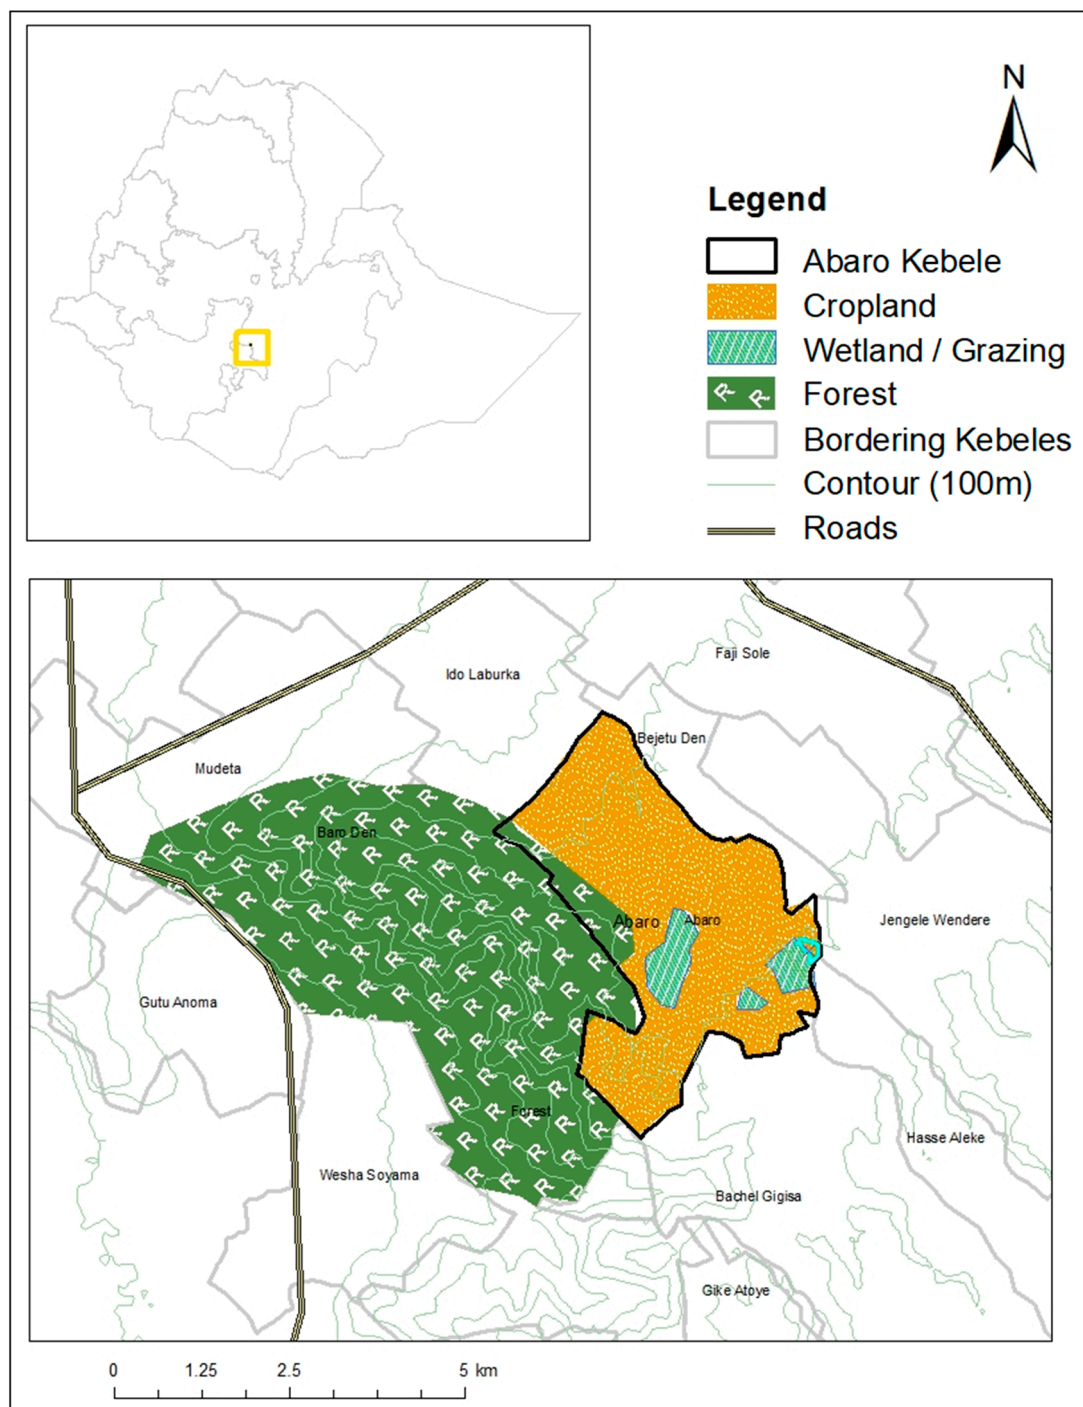 N
Legend
Abaro Kebele
Cropland
Wetland / Grazing
Forest
Bordering Kebeles
Contour (100m)
Roads
Faji Sole
Ido Laburka
Bejetu Den
Mudeta
Baro Den
Abaro
Abaro
Jengele Wendere
Gutu Anoma
Forest
Hasse Aleke
Wesha Soyama
Bachel Gigisa
Gike Atoye
0 1.25 2.5 5 km